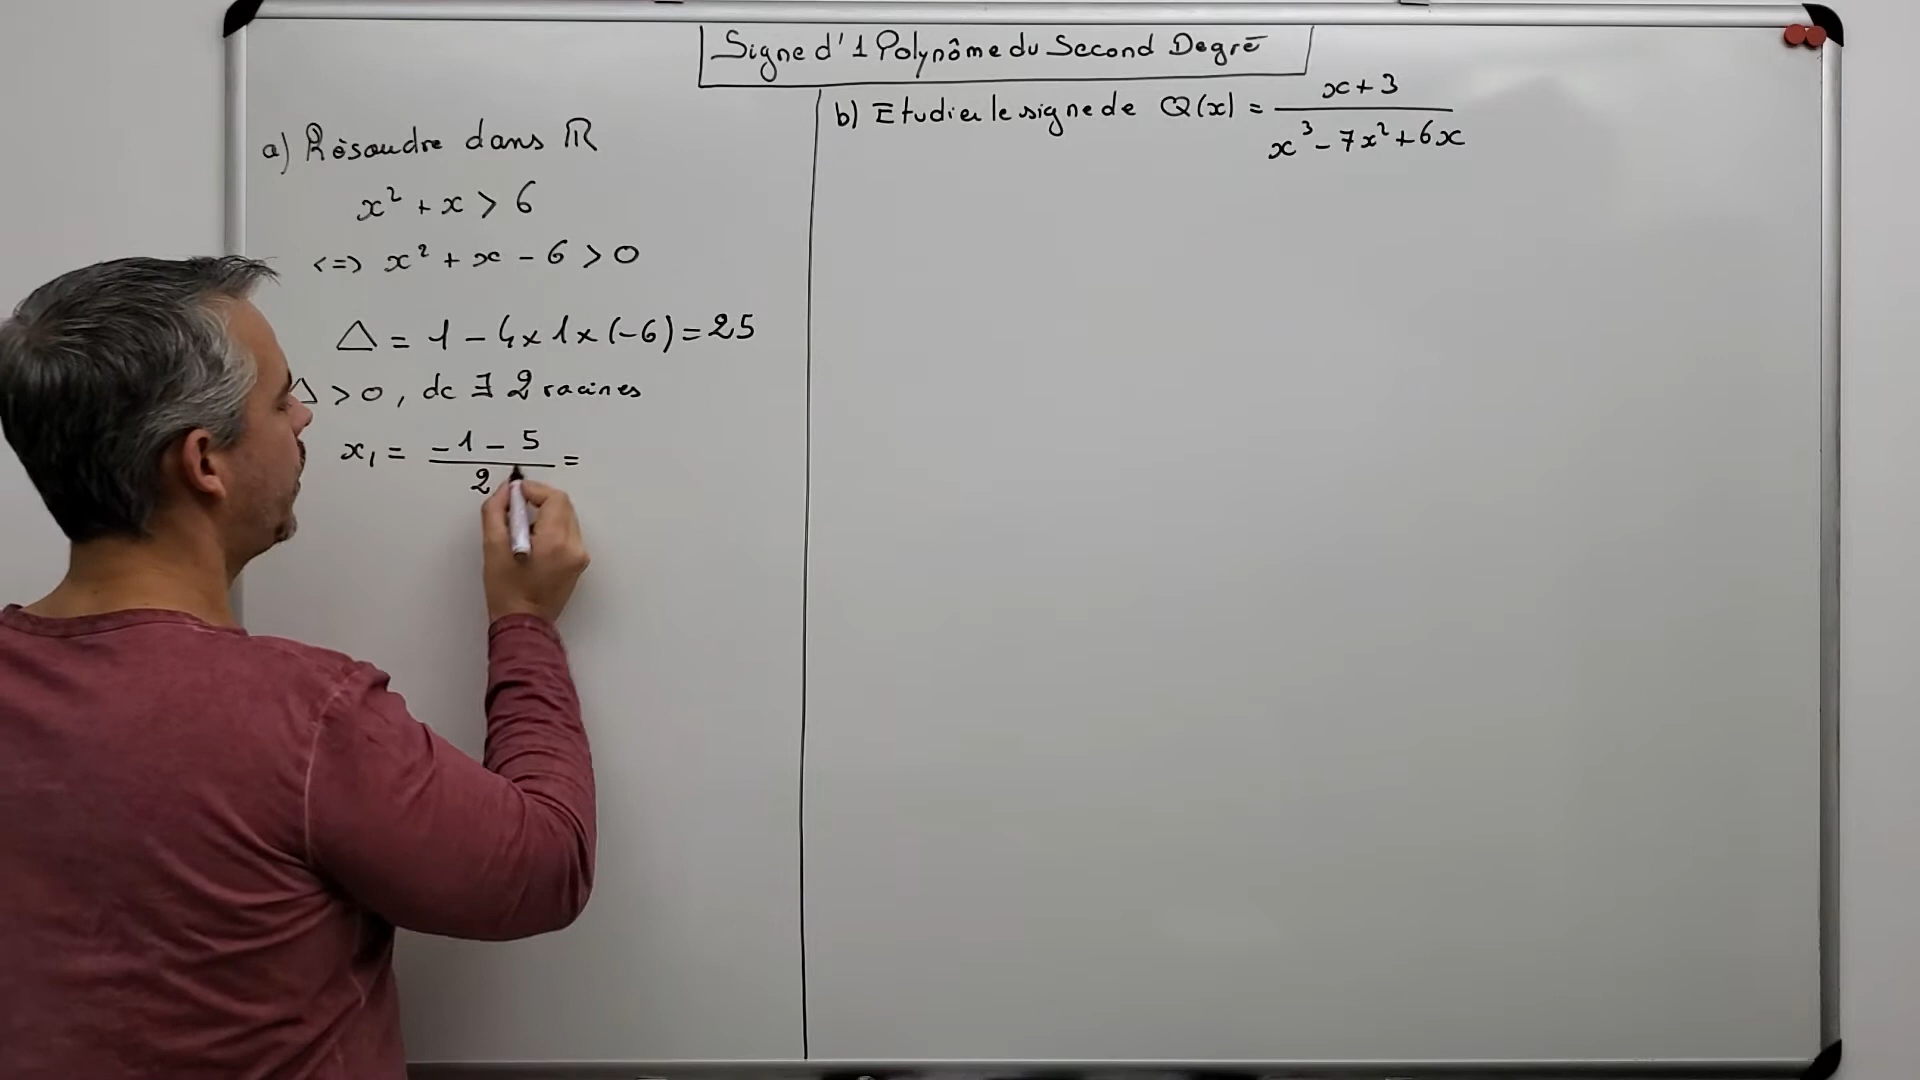 Signe d'1 Polynôme du Second Degré
a) Résoudre dans ℝ
x² + x > 6
<=> x² + x - 6 > 0
Δ = 1 - 4 x 1 x (-6) = 25
Δ > 0, dc ∃ 2 racines
x₁ = (-1 - 5)/2 =
b) Etudier le signe de Q(x) = (x + 3)/(x³ - 7x² + 6x)